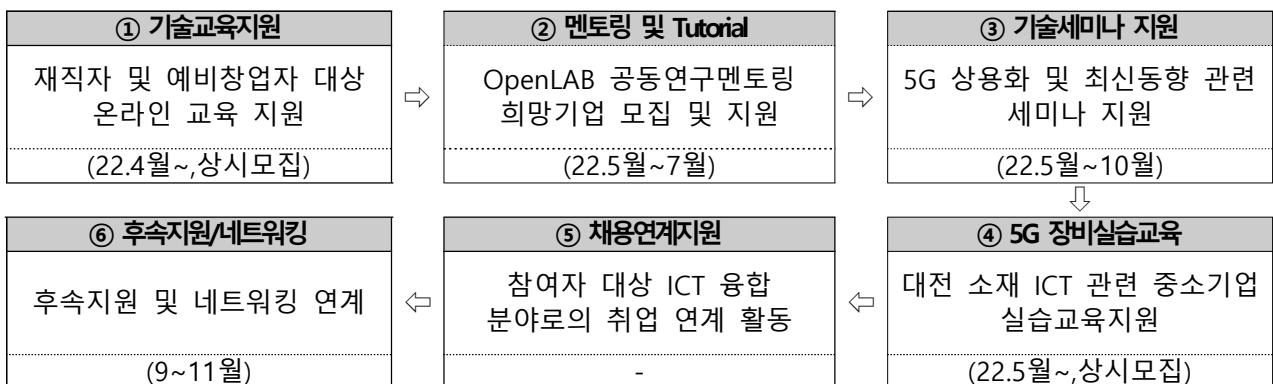 ① 기술교육지원
재직자 및 예비창업자 대상
온라인 교육 지원
(22.4월~,상시모집)
⇨
② 멘토링 및 Tutorial
OpenLAB 공동연구멘토링
희망기업 모집 및 지원
(22.5월~7월)
⇨
③ 기술세미나 지원
5G 상용화 및 최신동향 관련
세미나 지원
(22.5월~10월)
⇩
④ 5G 장비실습교육
대전 소재 ICT 관련 중소기업
실습교육지원
(22.5월~,상시모집)
⇦
⑤ 채용연계지원
참여자 대상 ICT 융합
분야로의 취업 연계 활동
-
⇦
⑥ 후속지원/네트워킹
후속지원 및 네트워킹 연계
(9~11월)